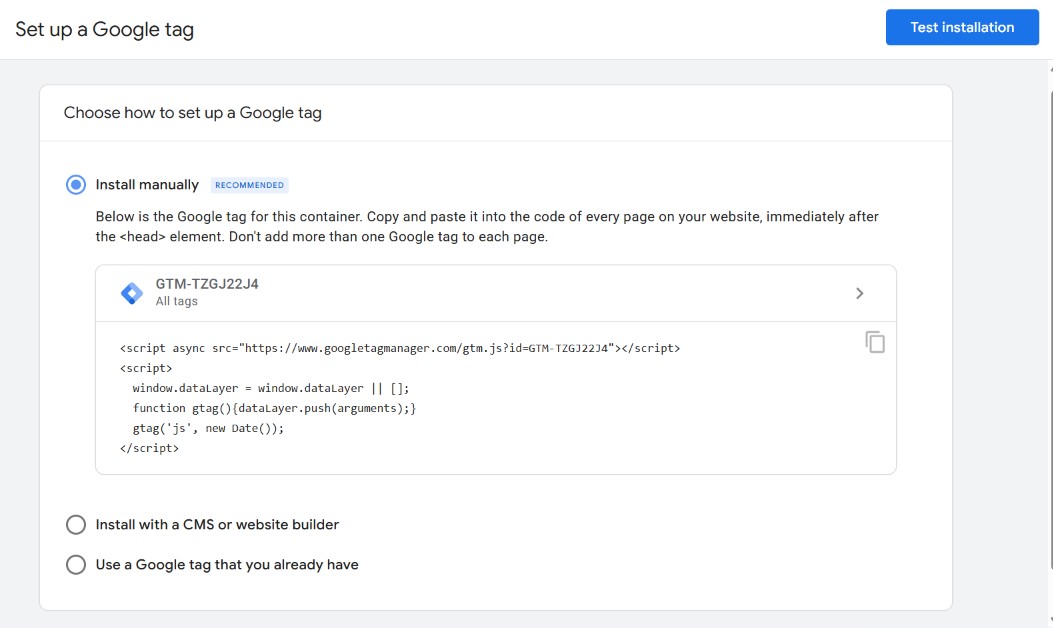 Set up a Google tag
Test installation
Choose how to set up a Google tag
Install manually RECOMMENDED
Below is the Google tag for this container. Copy and paste it into the code of every page on your website, immediately after
the <head> element. Don't add more than one Google tag to each page.
GTM-TZGJ22J4
All tags
<script async src="https://www.googletagmanager.com/gtm.js?id=GTM-TZGJ22J4"></script>
<script>
  window.dataLayer = window.dataLayer || [];
  function gtag(){dataLayer.push(arguments);}
  gtag('js', new Date());
</script>
Install with a CMS or website builder
Use a Google tag that you already have